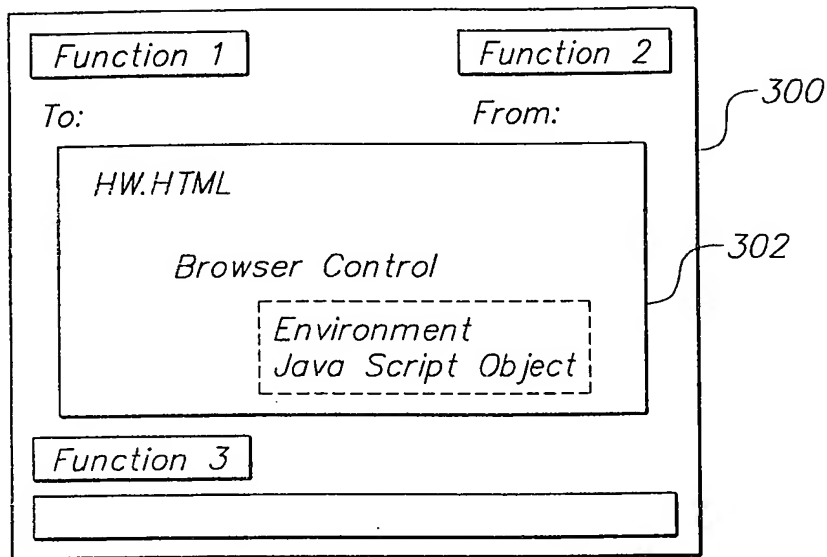 Function 1
Function 2
300
To:
From:
HW.HTML
302
Browser Control
Environment
Java Script Object
Function 3